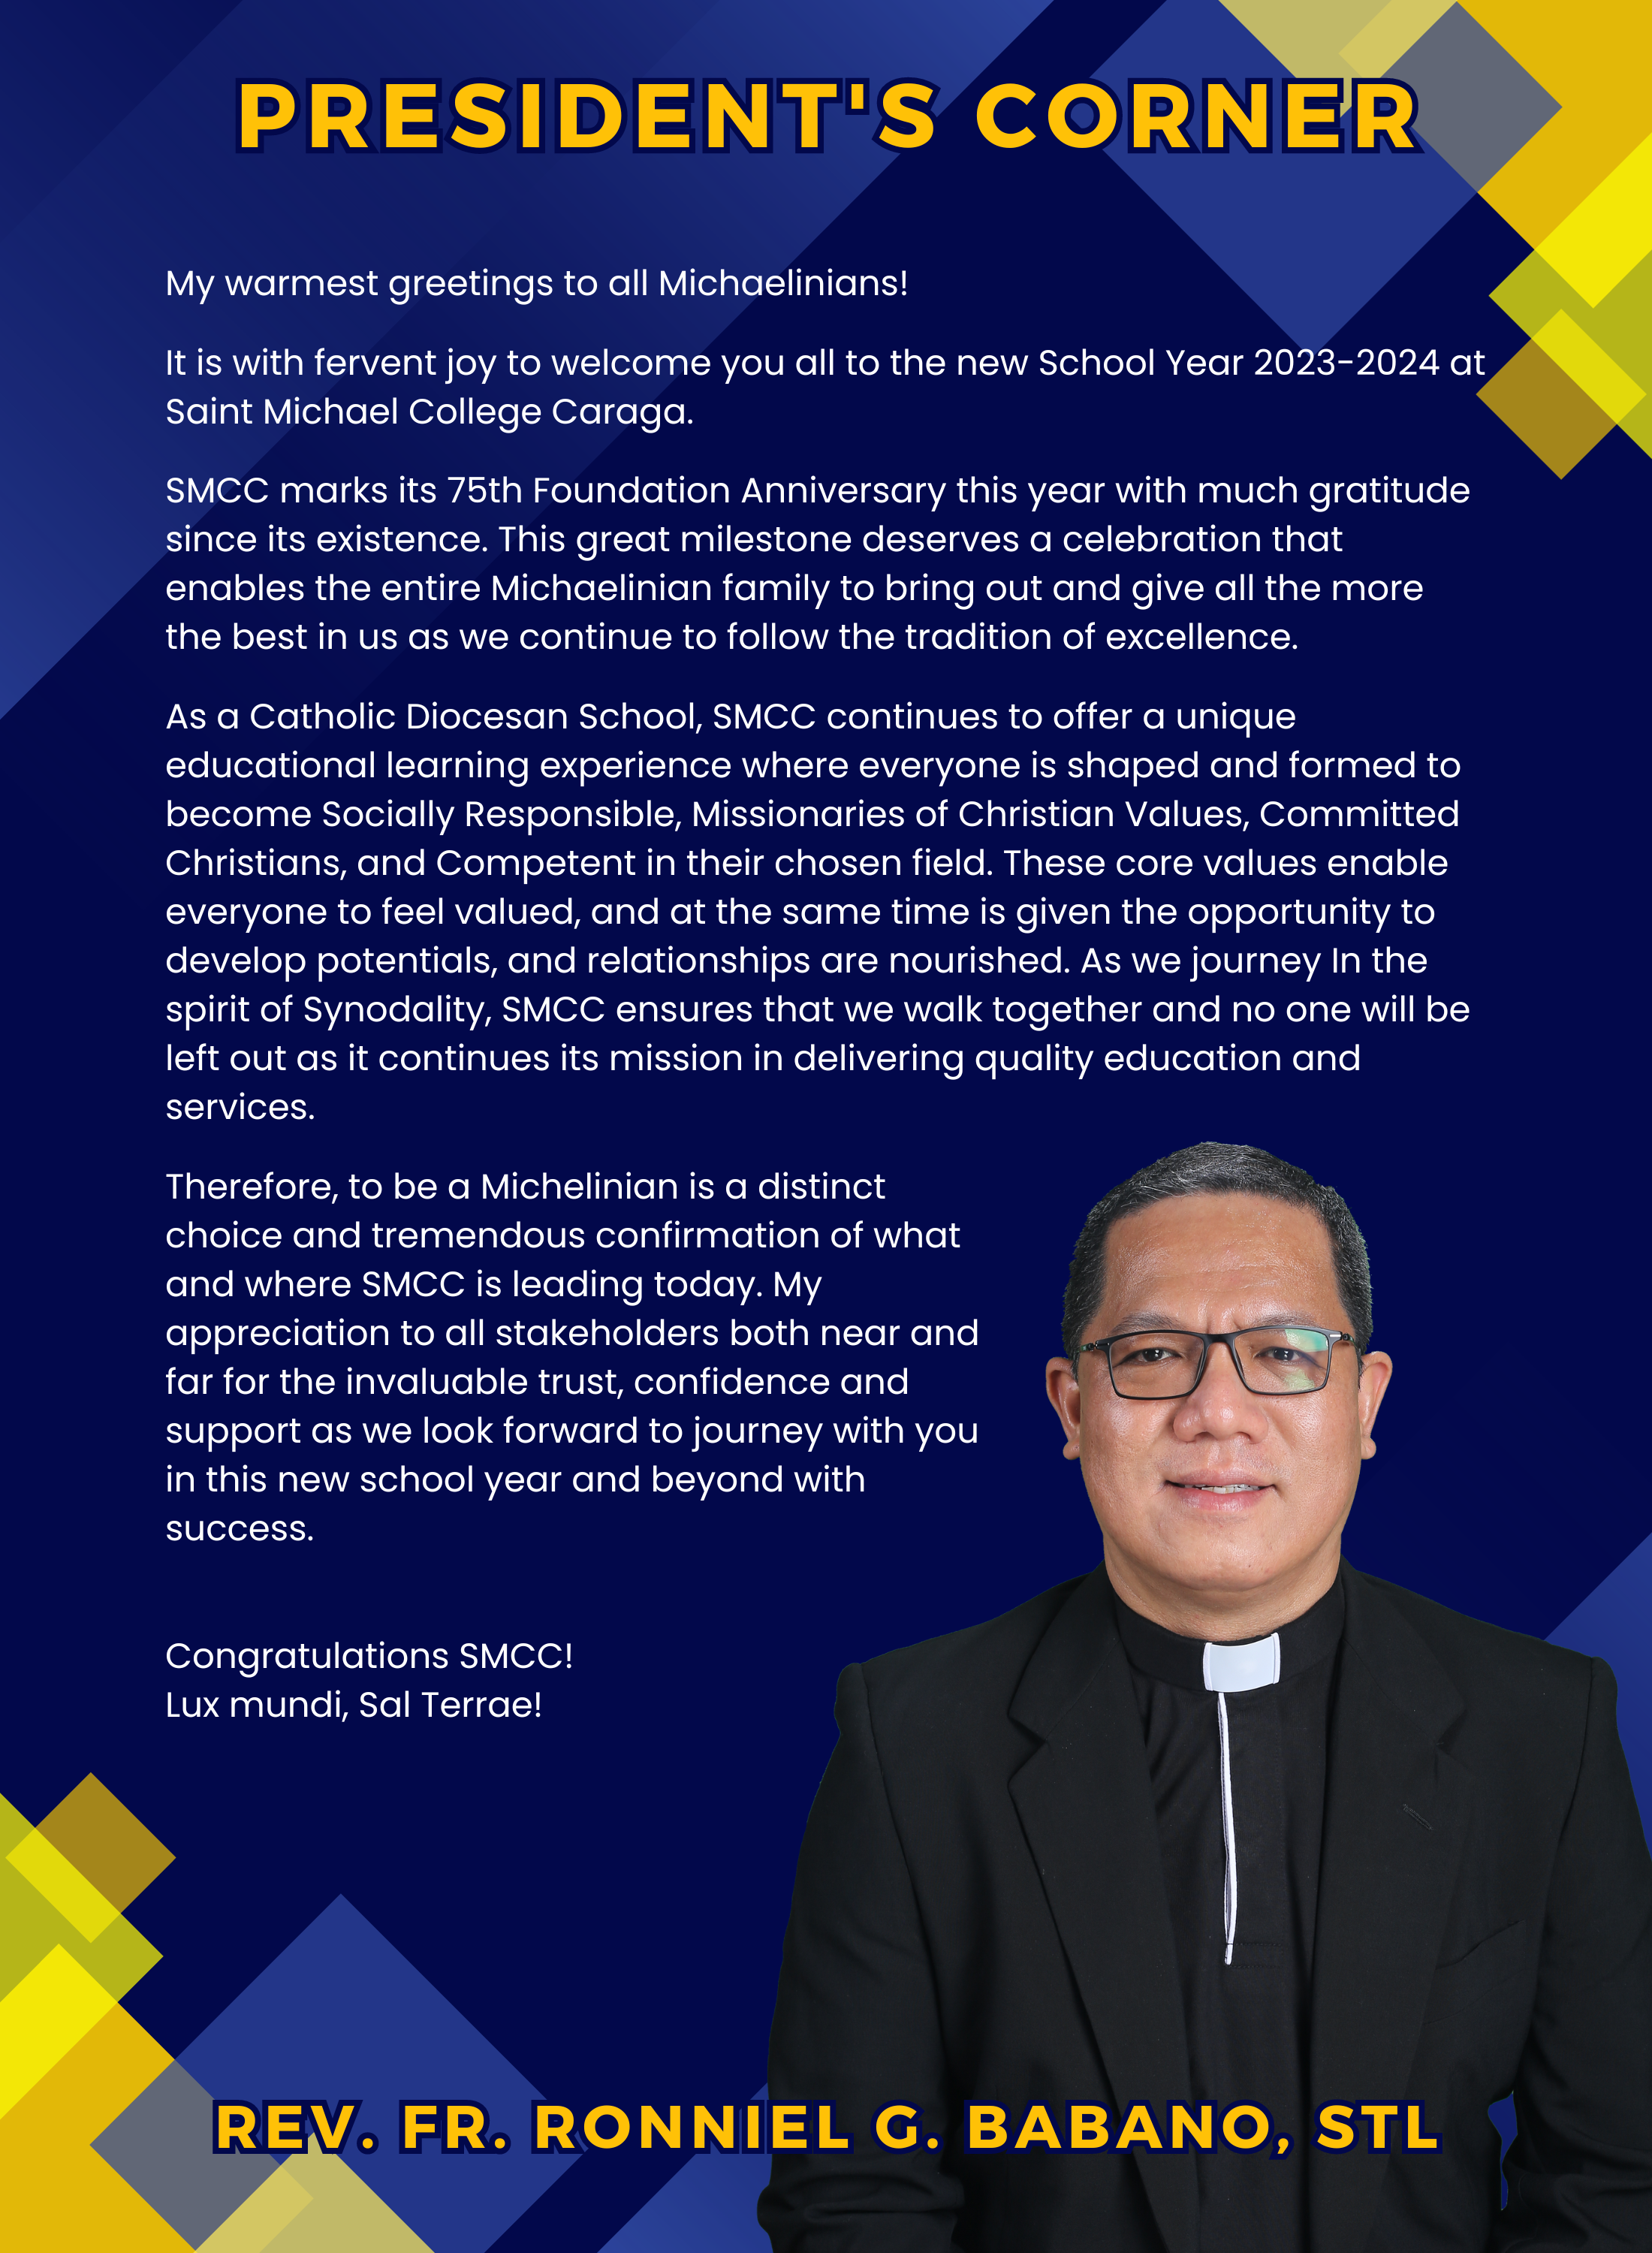 PRESIDENT'S CORNER
My warmest greetings to all Michaelinians!
It is with fervent joy to welcome you all to the new School Year 2023-2024 at
Saint Michael College Caraga.
SMCC marks its 75th Foundation Anniversary this year with much gratitude
since its existence. This great milestone deserves a celebration that
enables the entire Michaelinian family to bring out and give all the more
the best in us as we continue to follow the tradition of excellence.
As a Catholic Diocesan School, SMCC continues to offer a unique
educational learning experience where everyone is shaped and formed to
become Socially Responsible, Missionaries of Christian Values, Committed
Christians, and Competent in their chosen field. These core values enable
everyone to feel valued, and at the same time is given the opportunity to
develop potentials, and relationships are nourished. As we journey In the
spirit of Synodality, SMCC ensures that we walk together and no one will be
left out as it continues its mission in delivering quality education and
services.
Therefore, to be a Michelinian is a distinct
choice and tremendous confirmation of what
and where SMCC is leading today. My
appreciation to all stakeholders both near and
far for the invaluable trust, confidence and
support as we look forward to journey with you
in this new school year and beyond with
success.
Congratulations SMCC!
Lux mundi, Sal Terrae!
REV. FR. RONNIEL G. BABANO, STL